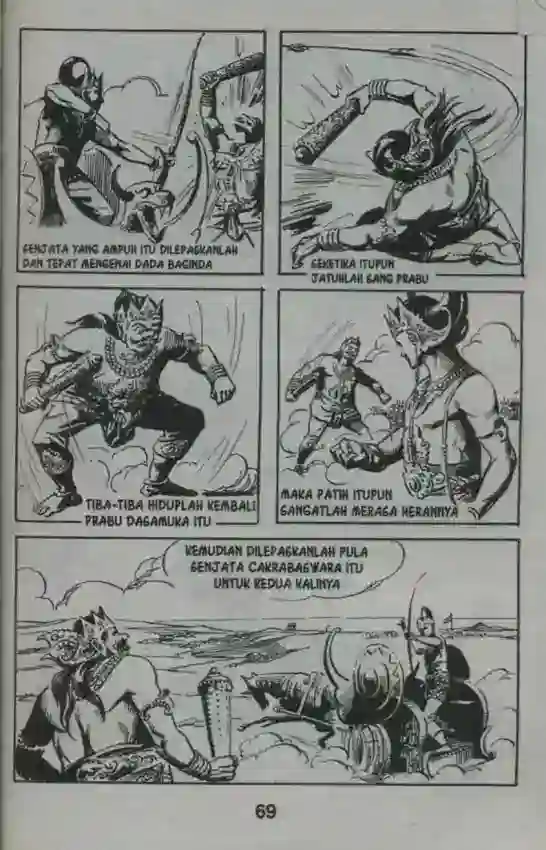 SENJATA YANG AMPUH ITU DILEPASKANLAH
DAN TEPAT MENGENAI DADA BAGINDA
SEKETIKA ITUPUN
JATUHLAH SANG PRABU
TIBA-TIBA HIDUPLAH KEMBALI
PRABU DASAMUKA ITU
MAKA PATIH ITUPUN
SANGATLAH MERASA HERANNYA
KEMUDIAN DILEPASKANLAH PULA
SENJATA CAKRABASWARA ITU
UNTUK KEDUA KALINYA
69